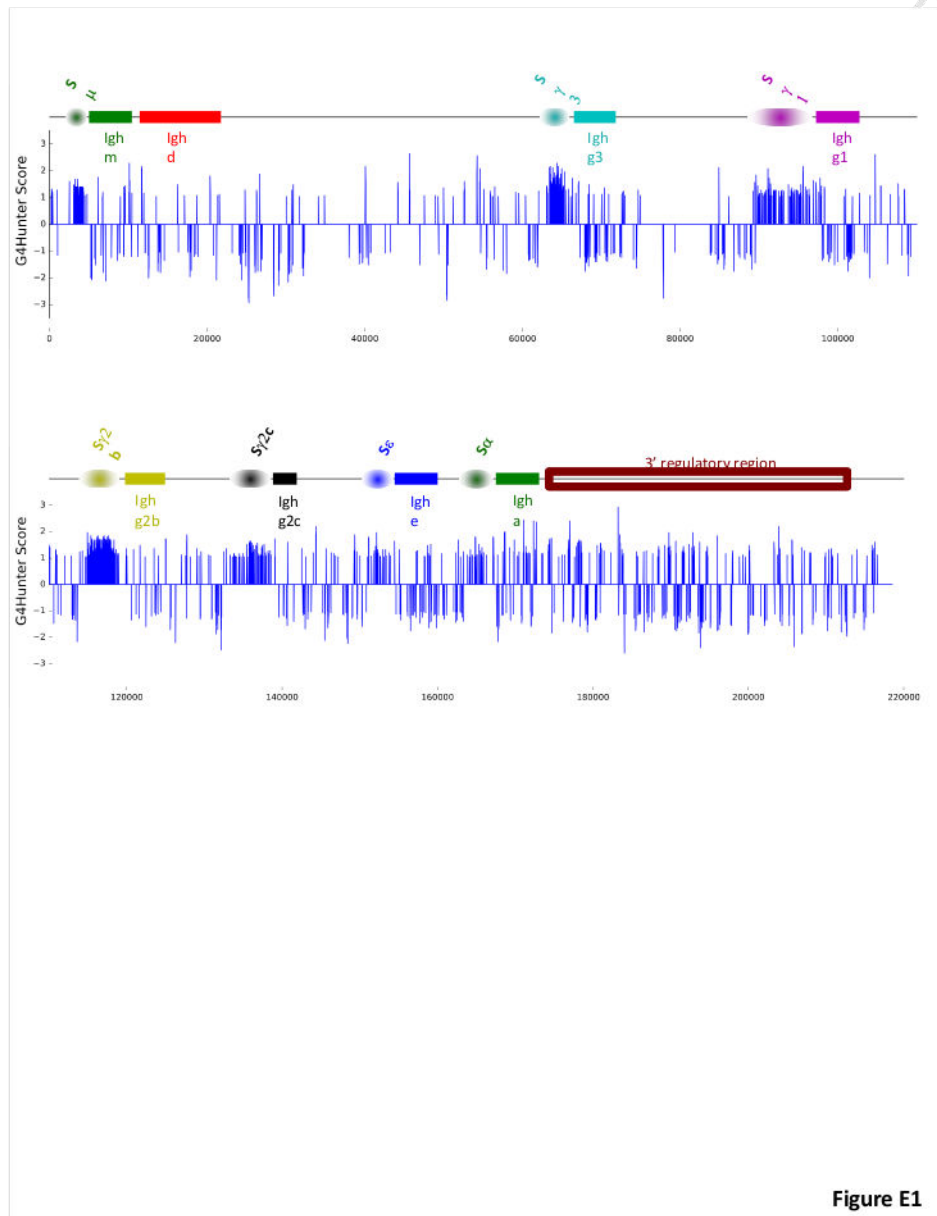 S μ
S γ 3
S γ 1
Igh m
Igh d
Igh g3
Igh g1
G4Hunter Score
3
2
1
0
−1
−2
−3
0 20000 40000 60000 80000 100000
Sγ2 b
Sγ2c
Sε
Sα
3' regulatory region
Igh g2b
Igh g2c
Igh e
Igh a
G4Hunter Score
3
2
1
0
−1
−2
−3
120000 140000 160000 180000 200000 220000
Figure E1